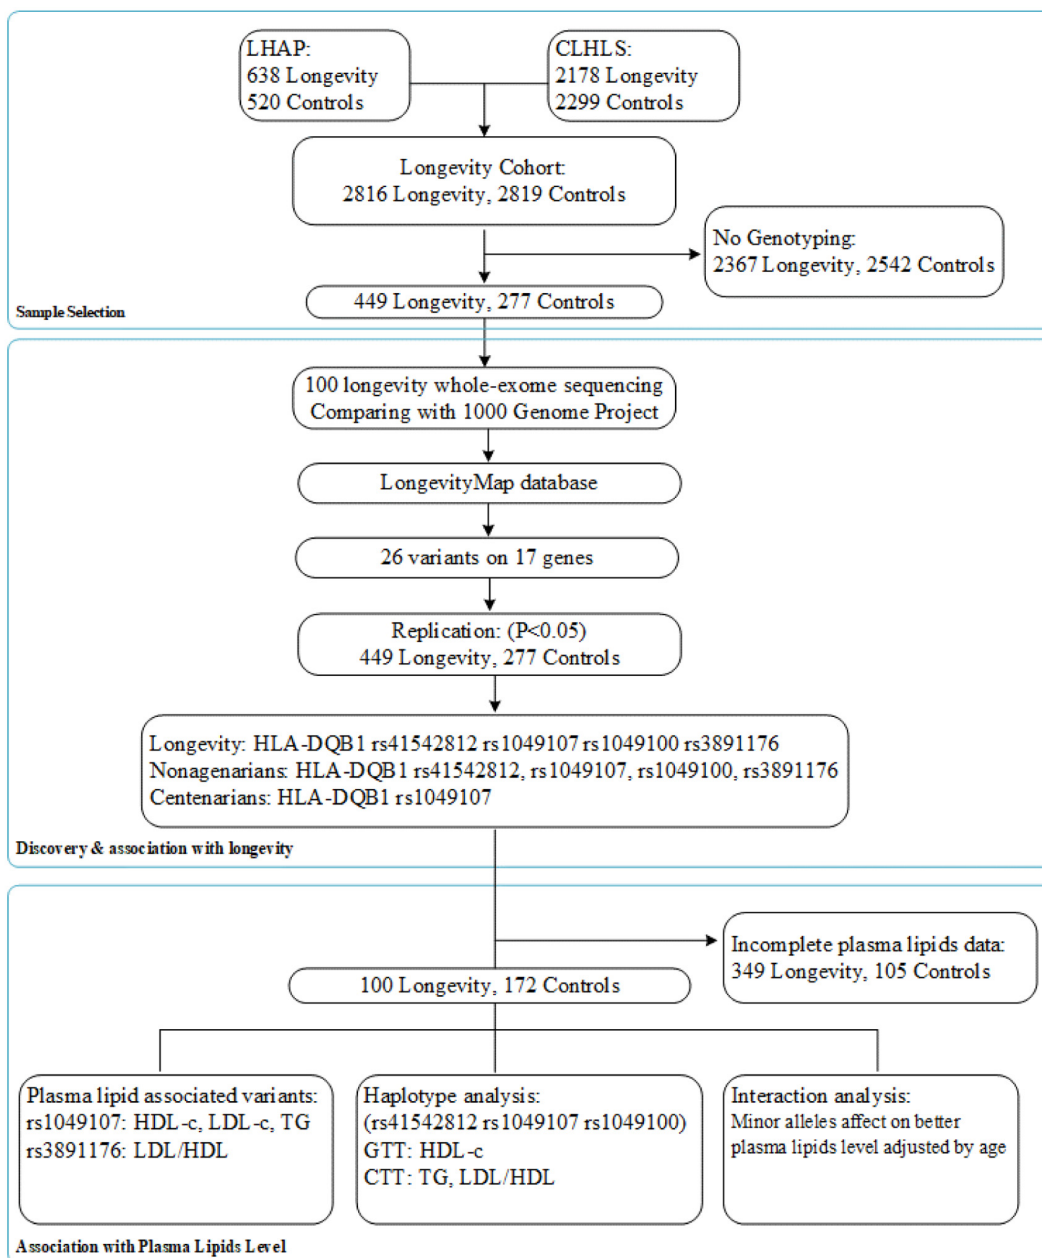 LHAP:
638 Longevity
520 Controls
CLHLS:
2178 Longevity
2299 Controls
Longevity Cohort:
2816 Longevity, 2819 Controls
No Genotyping:
2367 Longevity, 2542 Controls
449 Longevity, 277 Controls
Sample Selection
100 longevity whole-exome sequencing
Comparing with 1000 Genome Project
LongevityMap database
26 variants on 17 genes
Replication: (P<0.05)
449 Longevity, 277 Controls
Longevity: HLA-DQB1 rs41542812 rs1049107 rs1049100 rs3891176
Nonagenarians: HLA-DQB1 rs41542812, rs1049107, rs1049100, rs3891176
Centenarians: HLA-DQB1 rs1049107
Discovery & association with longevity
Incomplete plasma lipids data:
349 Longevity, 105 Controls
100 Longevity, 172 Controls
Plasma lipid associated variants:
rs1049107: HDL-c, LDL-c, TG
rs3891176: LDL/HDL
Haplotype analysis:
(rs41542812 rs1049107 rs1049100)
GTT: HDL-c
CTT: TG, LDL/HDL
Interaction analysis:
Minor alleles affect on better
plasma lipids level adjusted by age
Association with Plasma Lipids Level